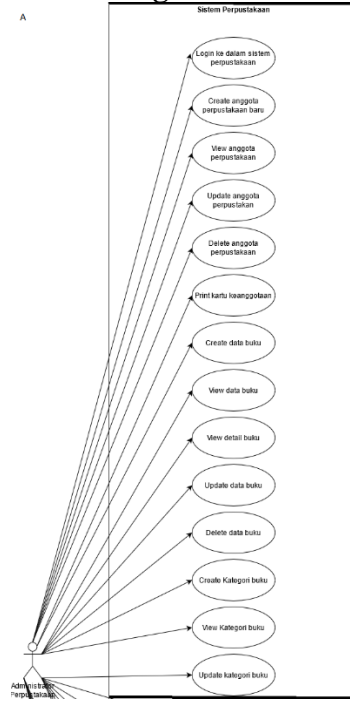 Sistem Perpustakaan
A
Login ke dalam sistem
perpustakaan
Create anggota
perpustakaan baru
View anggota
perpustakaan
Update anggota
perpustakan
Delete anggota
perpustakaan
Print kartu keanggotaan
Create data buku
View data buku
View detail buku
Update data buku
Delete data buku
Create Kategori buku
View Kategori buku
Update kategori buku
Administrator
Perpustakaan